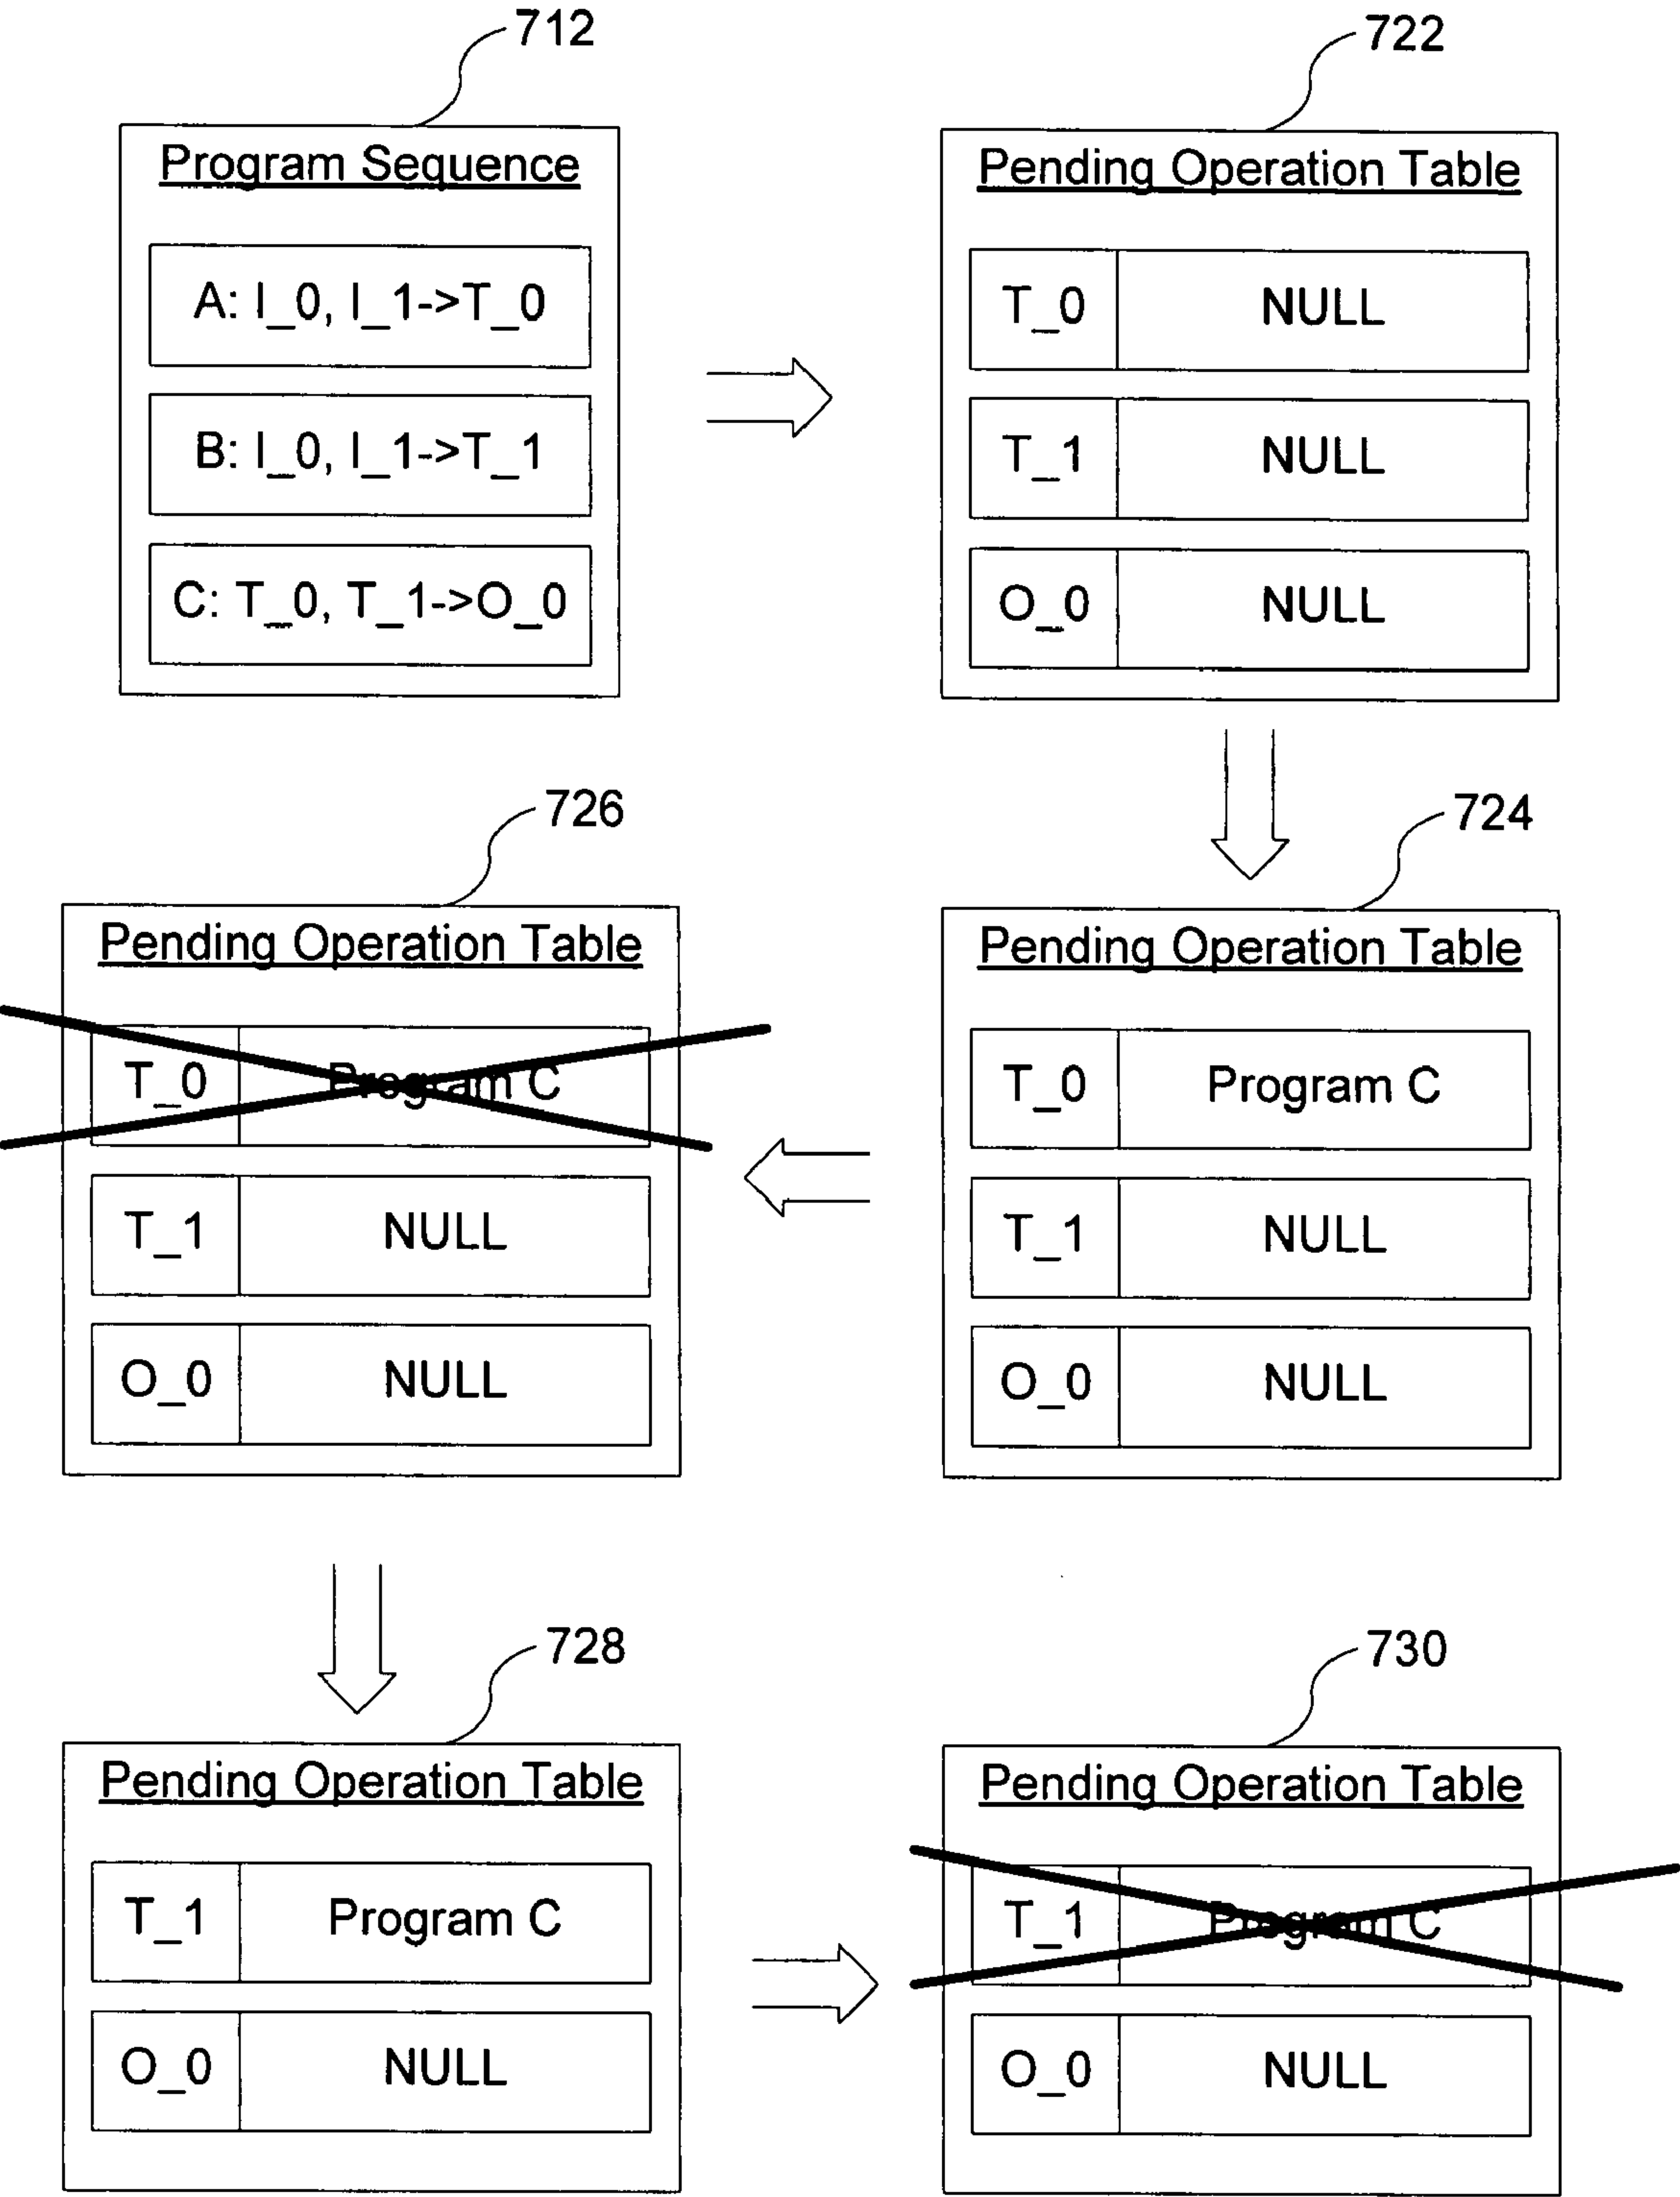 712
Program Sequence
A: I_0, I_1->T_0
B: I_0, I_1->T_1
C: T_0, T_1->O_0
722
Pending Operation Table
T_0 NULL
T_1 NULL
O_0 NULL
726
Pending Operation Table
T_0 Program C
T_1 NULL
O_0 NULL
724
Pending Operation Table
T_0 Program C
T_1 NULL
O_0 NULL
728
Pending Operation Table
T_1 Program C
O_0 NULL
730
Pending Operation Table
T_1 Program C
O_0 NULL